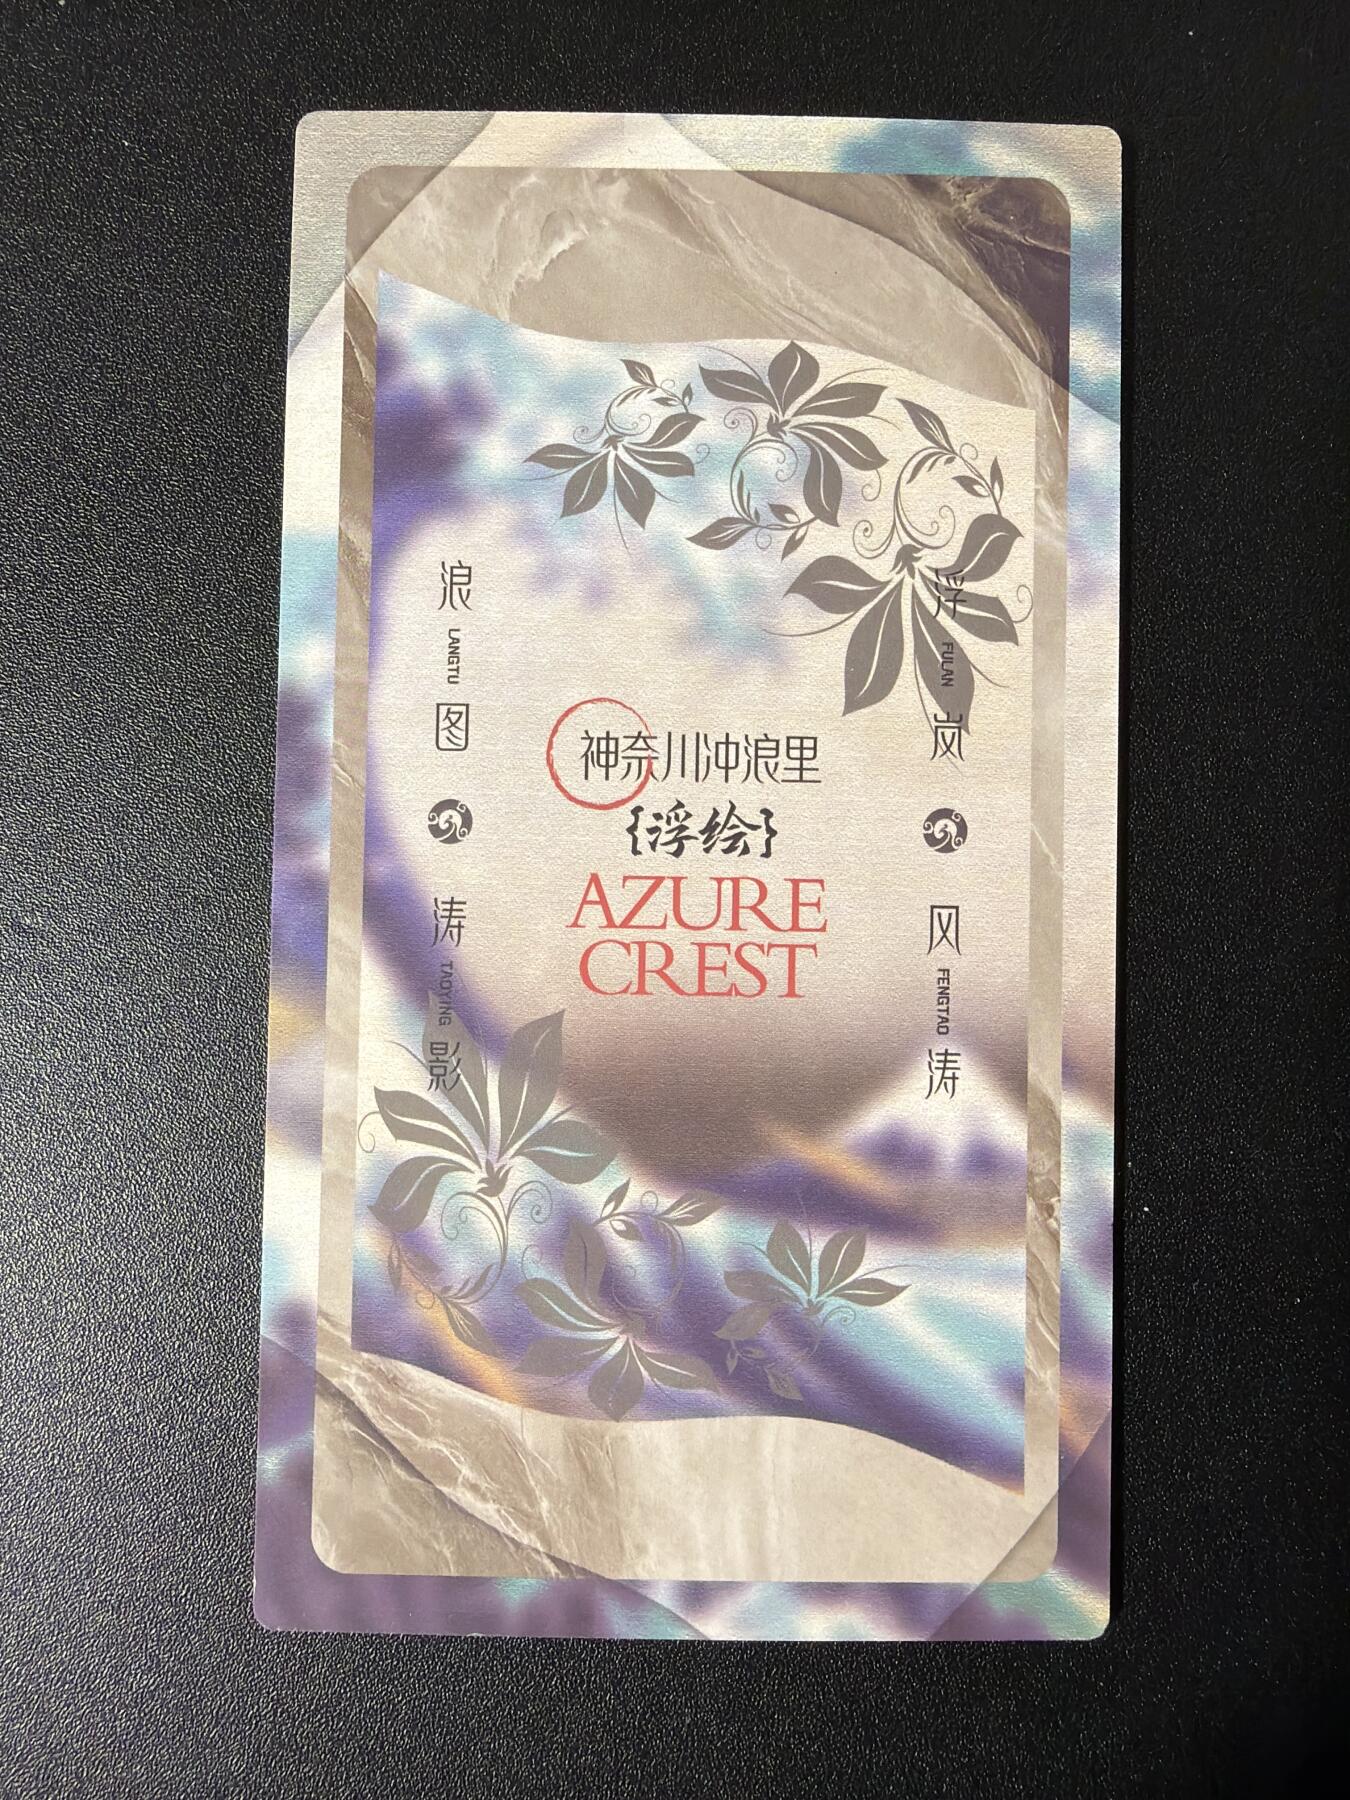 神奈川冲浪里
{浮绘}
AZURE
CREST
浪
LANGTU
图
涛
TAOYING
影
浮
FULAN
岚
风
FENGTAO
涛